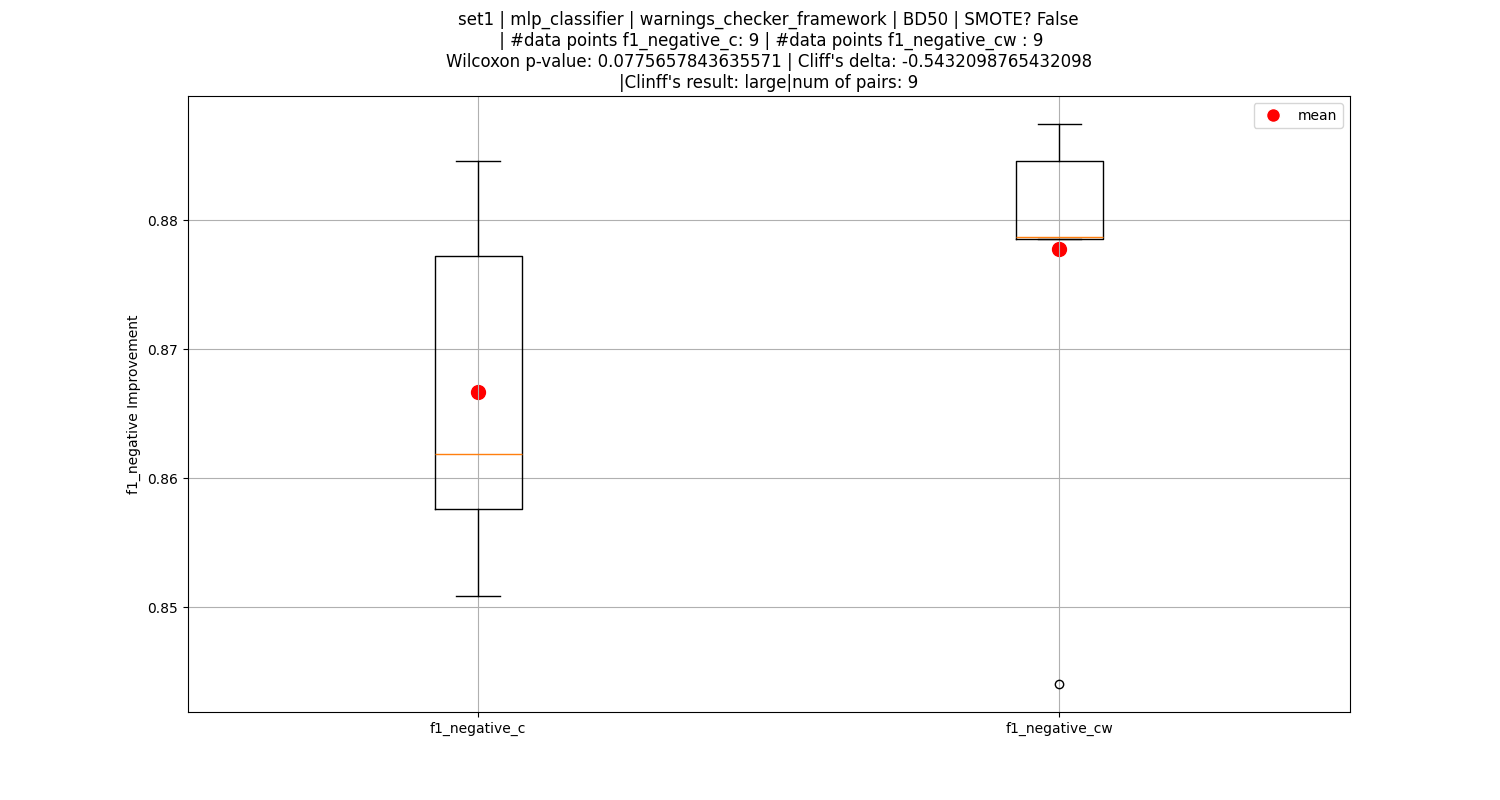 set1 | mlp_classifier | warnings_checker_framework | BD50 | SMOTE? False
| #data points f1_negative_c: 9 | #data points f1_negative_cw : 9
Wilcoxon p-value: 0.0775657843635571 | Cliff's delta: -0.5432098765432098
|Clinff's result: large|num of pairs: 9
mean
0.88
0.87
0.86
0.85
f1_negative Improvement
f1_negative_c
f1_negative_cw